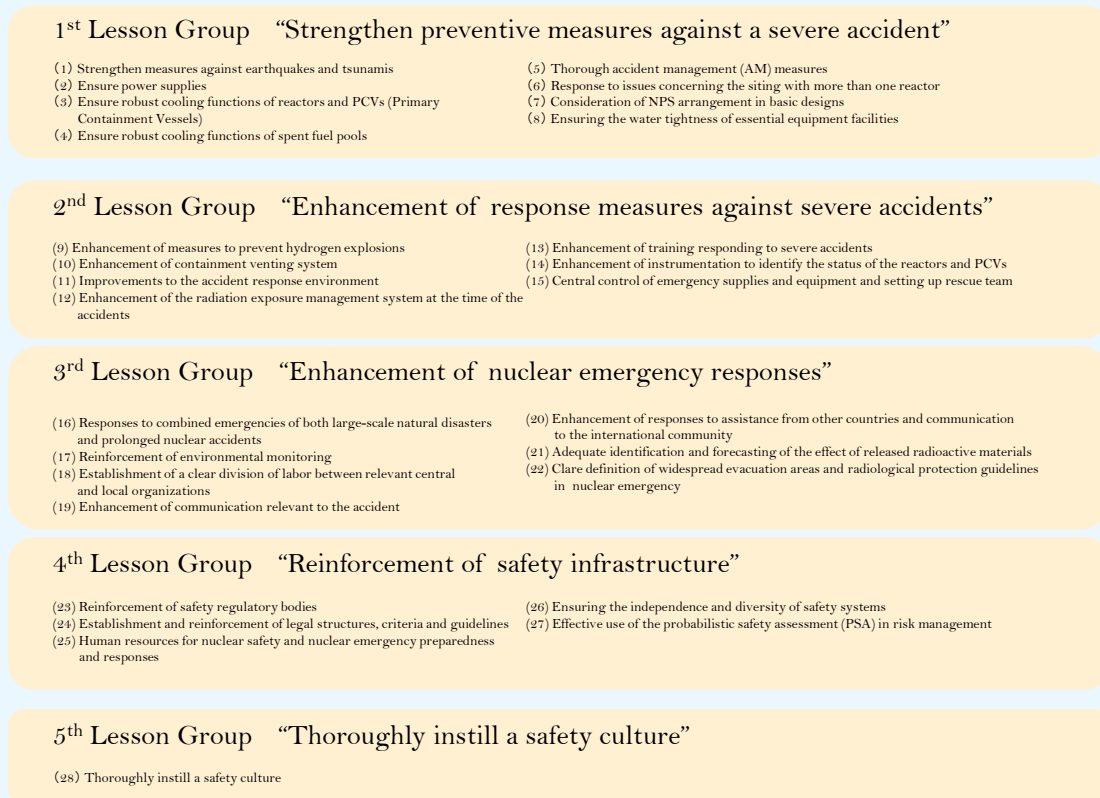 1st Lesson Group “Strengthen preventive measures against a severe accident”
(1) Strengthen measures against earthquakes and tsunamis
(2) Ensure power supplies
(3) Ensure robust cooling functions of reactors and PCVs (Primary
Containment Vessels)
(4) Ensure robust cooling functions of spent fuel pools
(5) Thorough accident management (AM) measures
(6) Response to issues concerning the siting with more than one reactor
(7) Consideration of NPS arrangement in basic designs
(8) Ensuring the water tightness of essential equipment facilities
2nd Lesson Group “Enhancement of response measures against severe accidents”
(9) Enhancement of measures to prevent hydrogen explosions
(10) Enhancement of containment venting system
(11) Improvements to the accident response environment
(12) Enhancement of the radiation exposure management system at the time of the
accidents
(13) Enhancement of training responding to severe accidents
(14) Enhancement of instrumentation to identify the status of the reactors and PCVs
(15) Central control of emergency supplies and equipment and setting up rescue team
3rd Lesson Group “Enhancement of nuclear emergency responses”
(16) Responses to combined emergencies of both large-scale natural disasters
and prolonged nuclear accidents
(17) Reinforcement of environmental monitoring
(18) Establishment of a clear division of labor between relevant central
and local organizations
(19) Enhancement of communication relevant to the accident
(20) Enhancement of responses to assistance from other countries and communication
to the international community
(21) Adequate identification and forecasting of the effect of released radioactive materials
(22) Clare definition of widespread evacuation areas and radiological protection guidelines
in nuclear emergency
4th Lesson Group “Reinforcement of safety infrastructure”
(23) Reinforcement of safety regulatory bodies
(24) Establishment and reinforcement of legal structures, criteria and guidelines
(25) Human resources for nuclear safety and nuclear emergency preparedness
and responses
(26) Ensuring the independence and diversity of safety systems
(27) Effective use of the probabilistic safety assessment (PSA) in risk management
5th Lesson Group “Thoroughly instill a safety culture”
(28) Thoroughly instill a safety culture